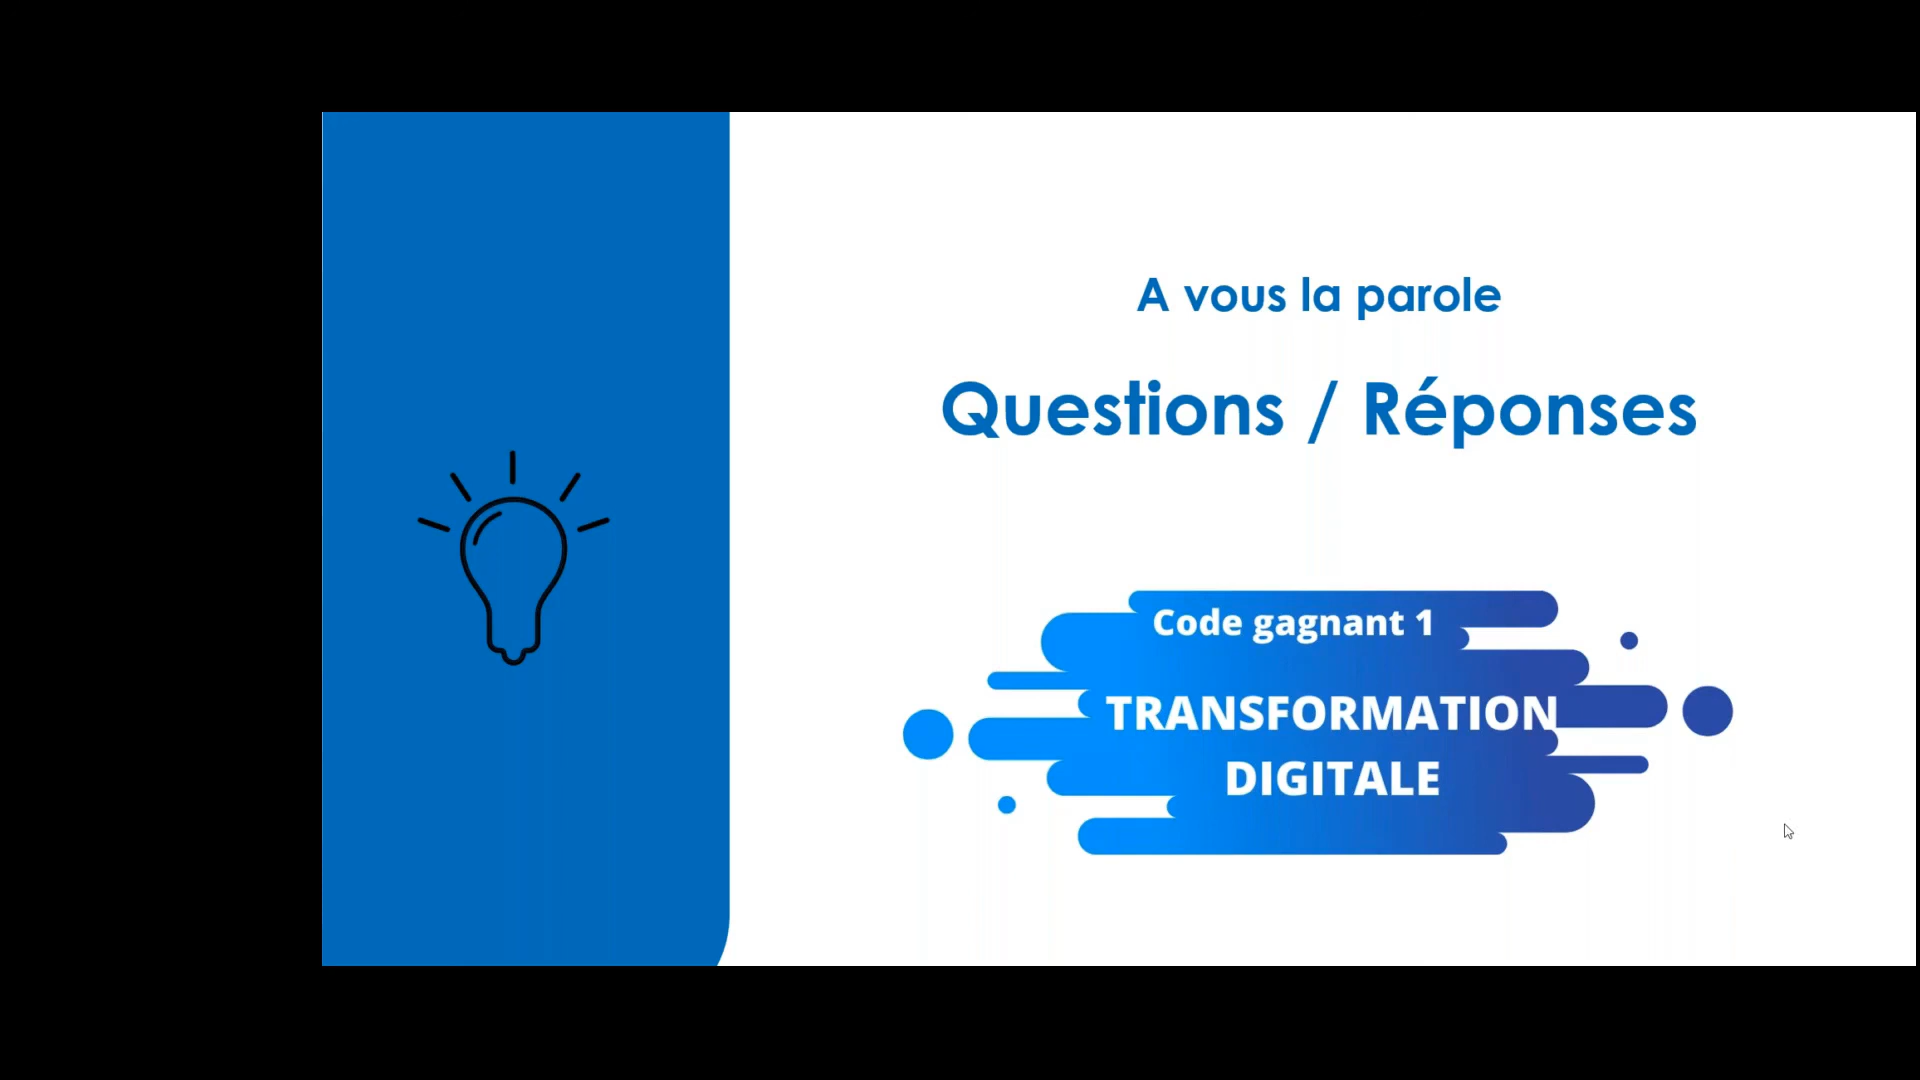 A vous la parole
Questions / Réponses
Code gagnant 1
TRANSFORMATION
DIGITALE